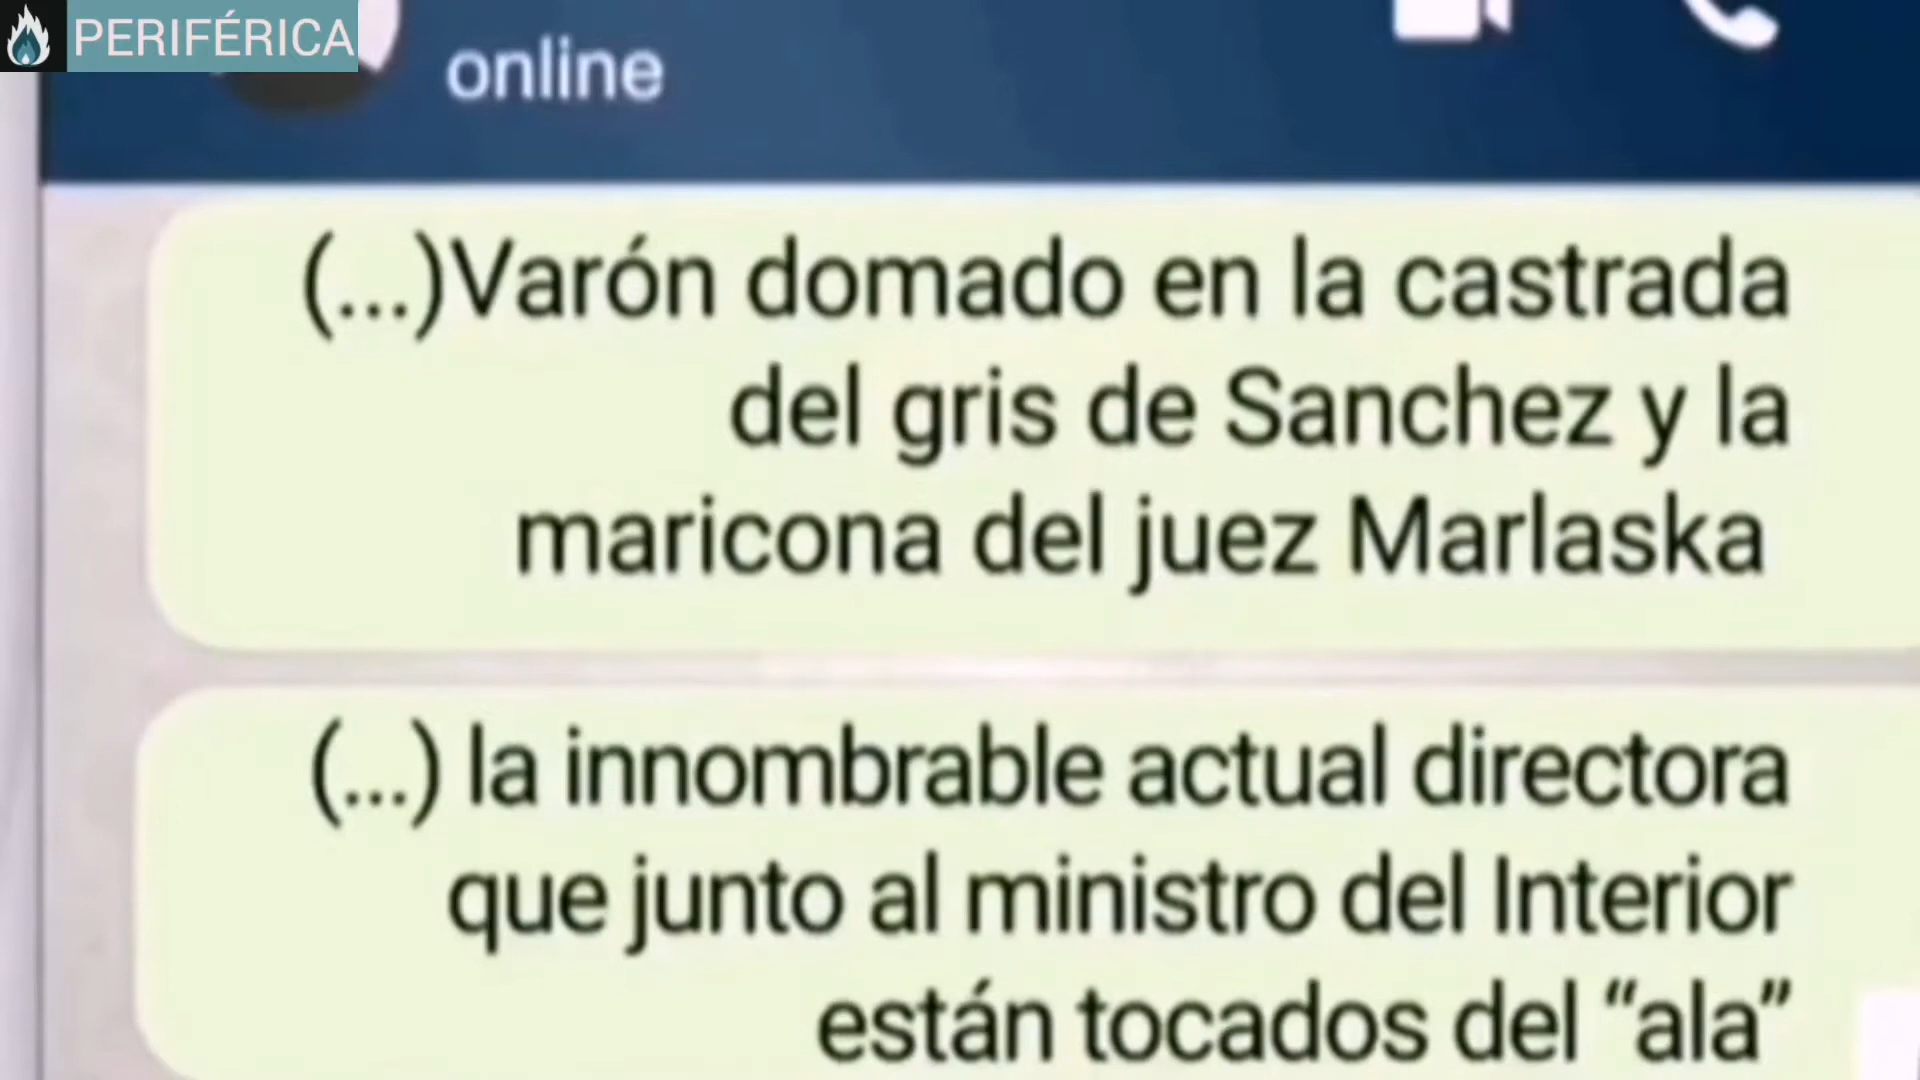 PERIFÉRICA
online
(...)Varón domado en la castrada
del gris de Sanchez y la
maricona del juez Marlaska
(...) la innombrable actual directora
que junto al ministro del Interior
están tocados del “ala”